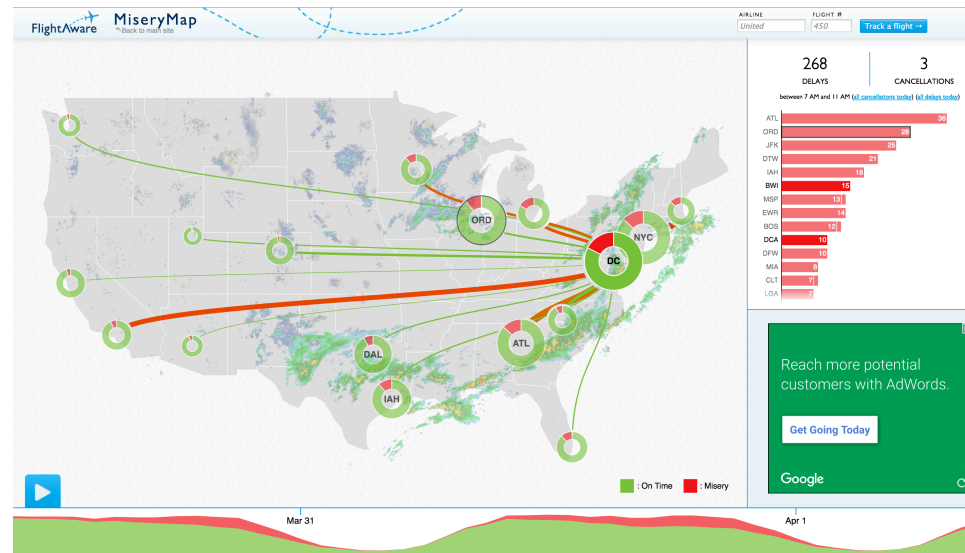 FlightAware
MiseryMap
Back to main site
AIRLINE
FLIGHT #
United
450
Track a flight →
268
DELAYS
3
CANCELLATIONS
between 7 AM and 11 AM (all cancellations today) (all delays today)
ATL 36
ORD 28
JFK 25
DTW 21
IAH 18
BWI 15
MSP 13
EWR 14
BOS 12
DCA 10
DFW 10
MIA 8
CLT 7
LGA 7
ORD
NYC
DC
ATL
DAL
IAH
: On Time
: Misery
Reach more potential
customers with AdWords.
Get Going Today
Google
Mar 31
Apr 1